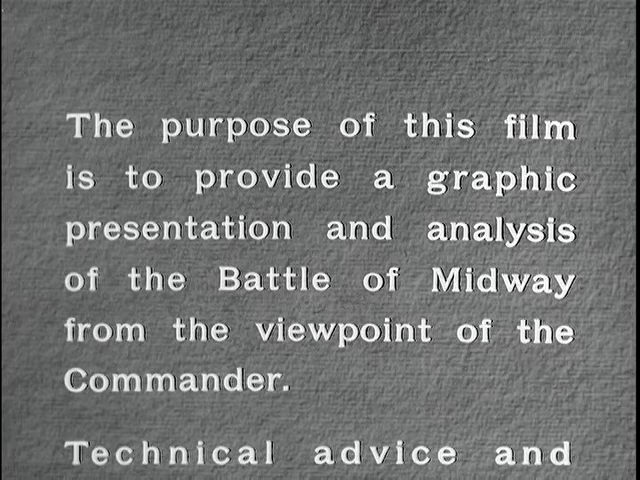 The purpose of this film
is to provide a graphic
presentation and analysis
of the Battle of Midway
from the viewpoint of the
Commander.
Technical advice and